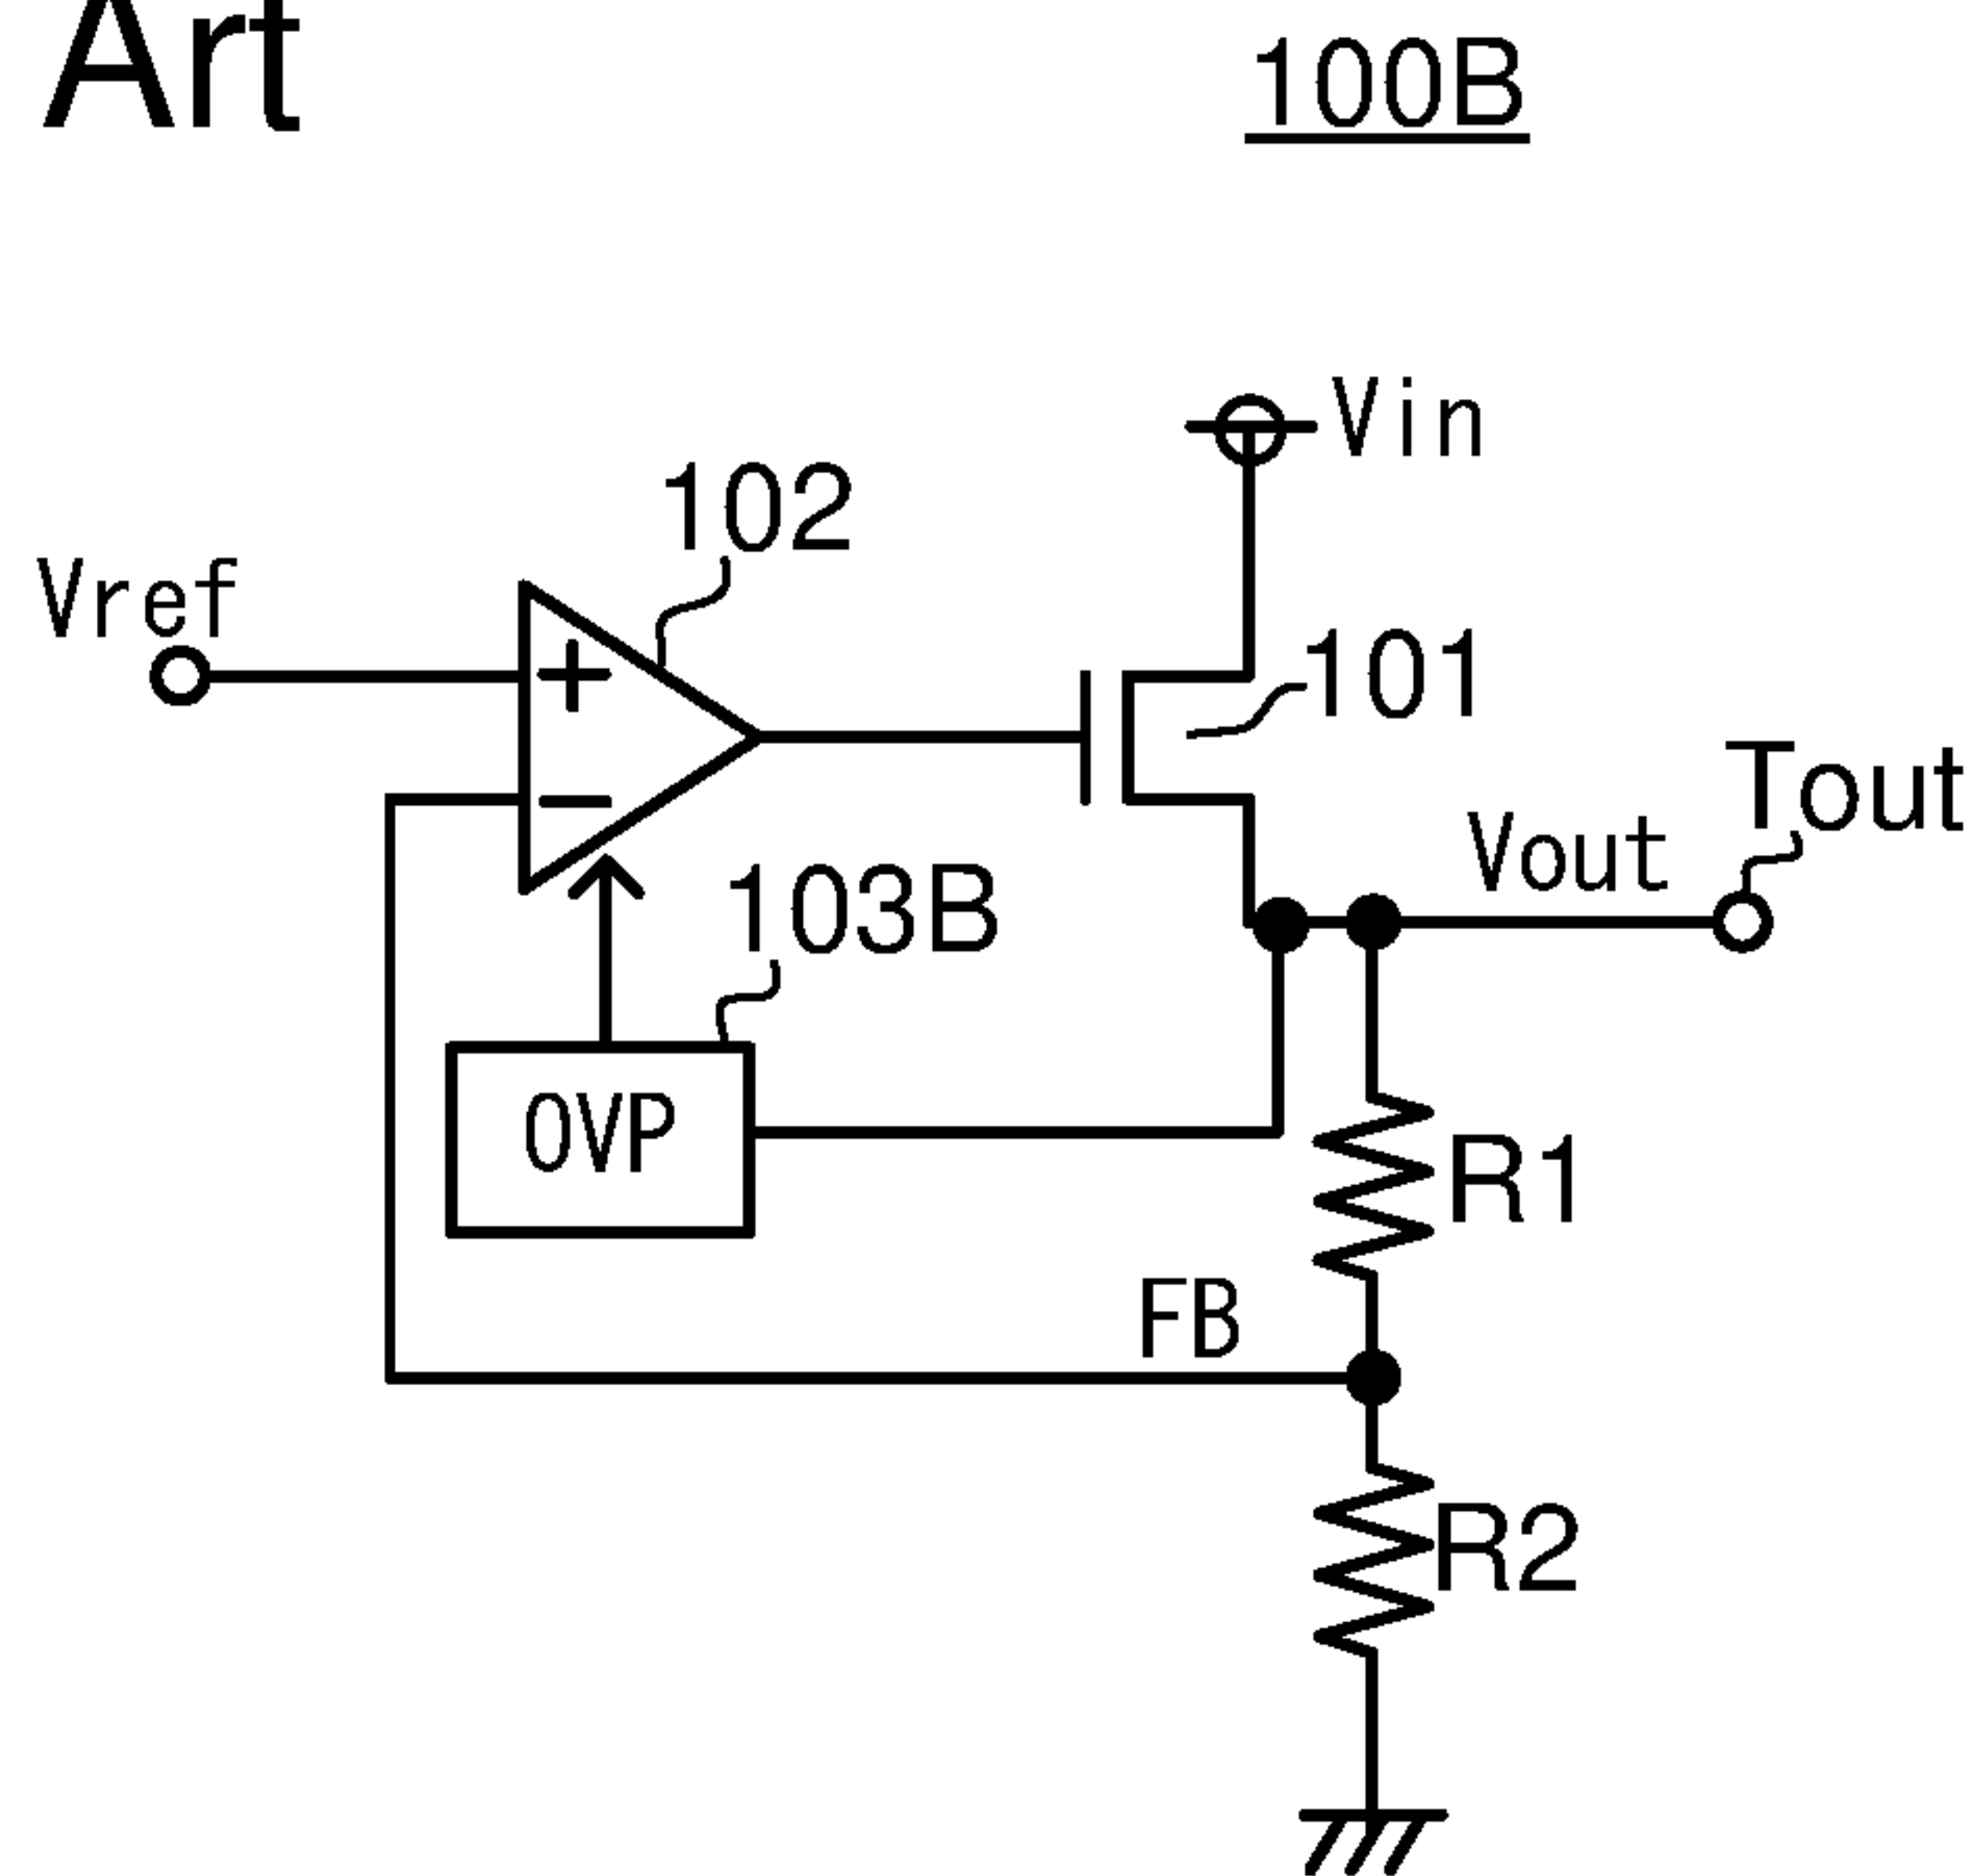 Art
100B
Vin
102
Vref
+
101
Tout
Vout
−
103B
OVP
R1
FB
R2